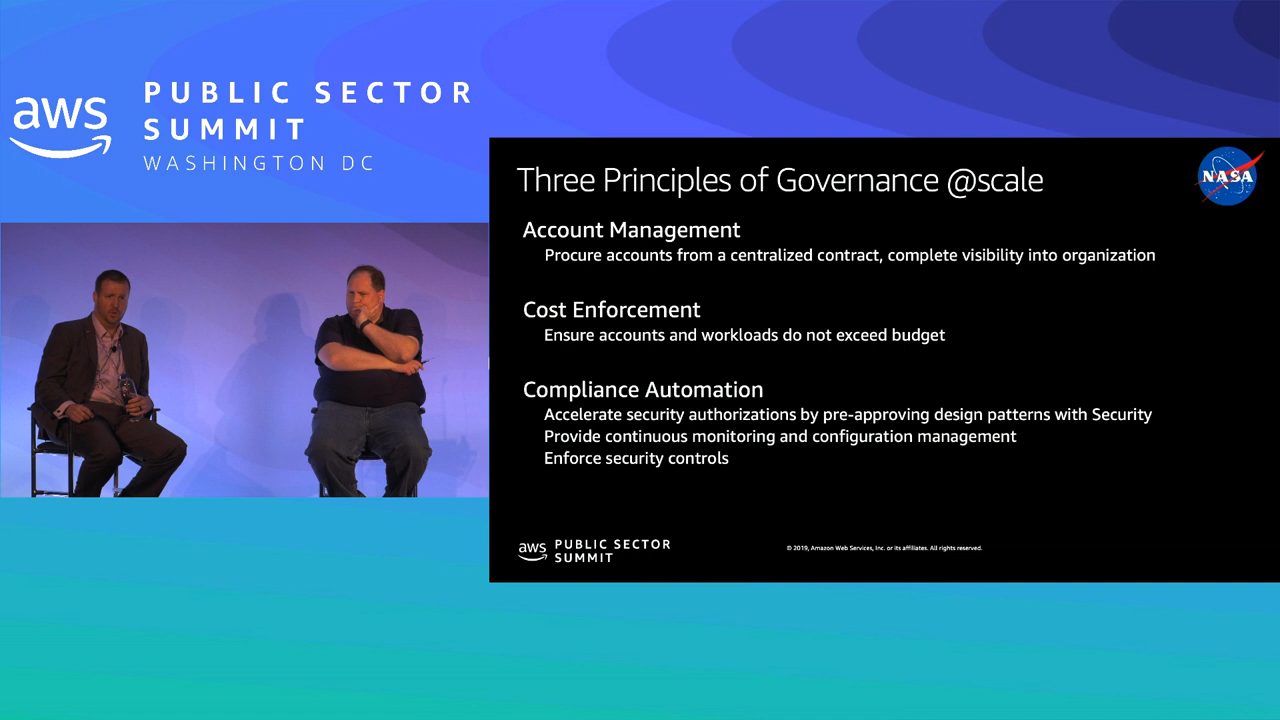 aws
PUBLIC SECTOR
SUMMIT
WASHINGTON DC
Three Principles of Governance @scale
NASA
Account Management
Procure accounts from a centralized contract, complete visibility into organization
Cost Enforcement
Ensure accounts and workloads do not exceed budget
Compliance Automation
Accelerate security authorizations by pre-approving design patterns with Security
Provide continuous monitoring and configuration management
Enforce security controls
aws
PUBLIC SECTOR
SUMMIT
© 2019, Amazon Web Services, Inc. or its affiliates. All rights reserved.